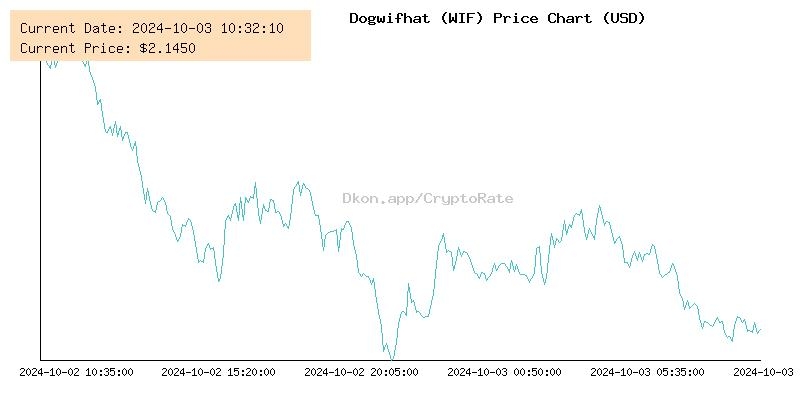 Dogwifhat (WIF) Price Chart (USD)
Current Date: 2024-10-03 10:32:10
Current Price: $2.1450
Dkon.app/CryptoRate
2024-10-02 10:35:00 2024-10-02 15:20:00 2024-10-02 20:05:00 2024-10-03 00:50:00 2024-10-03 05:35:00 2024-10-03